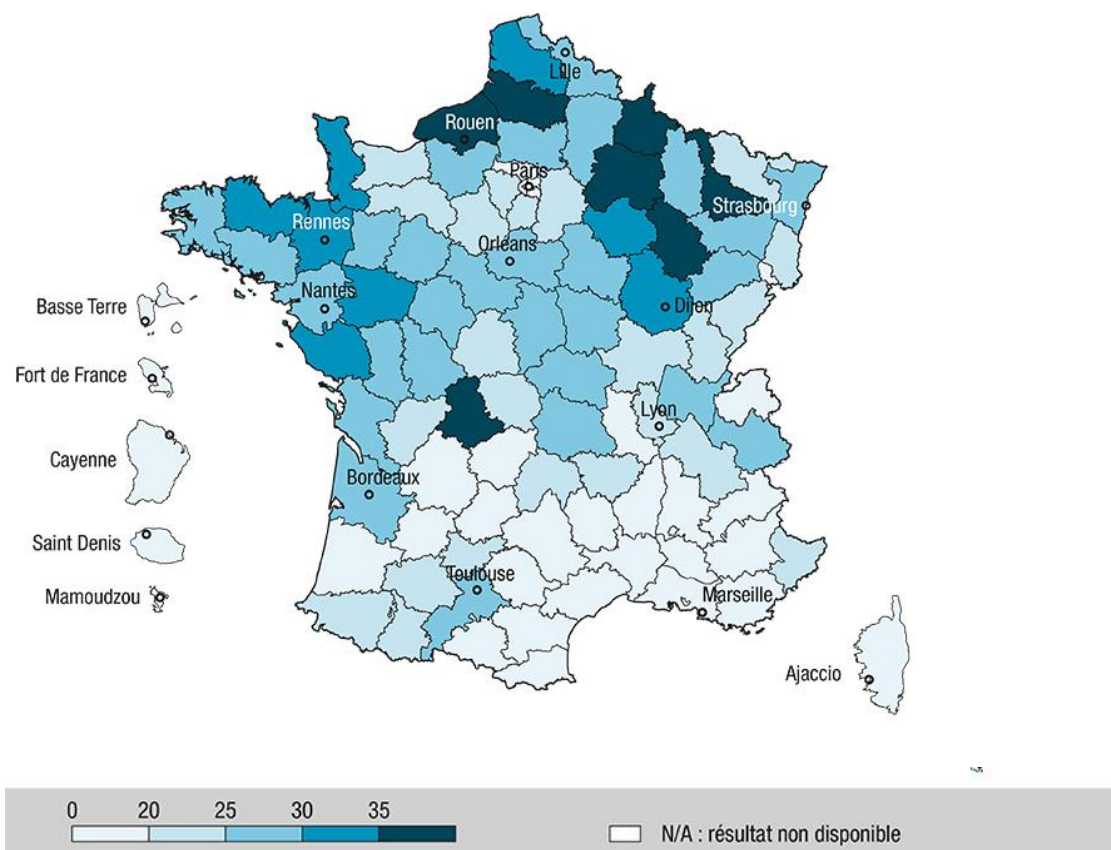 Lille
Rouen
Paris
Strasbourg
Rennes
Orléans
Nantes
Dijon
Basse Terre
Fort de France
Lyon
Cayenne
Bordeaux
Saint Denis
Toulouse
Mamoudzou
Marseille
Ajaccio
0 20 25 30 35
N/A : résultat non disponible